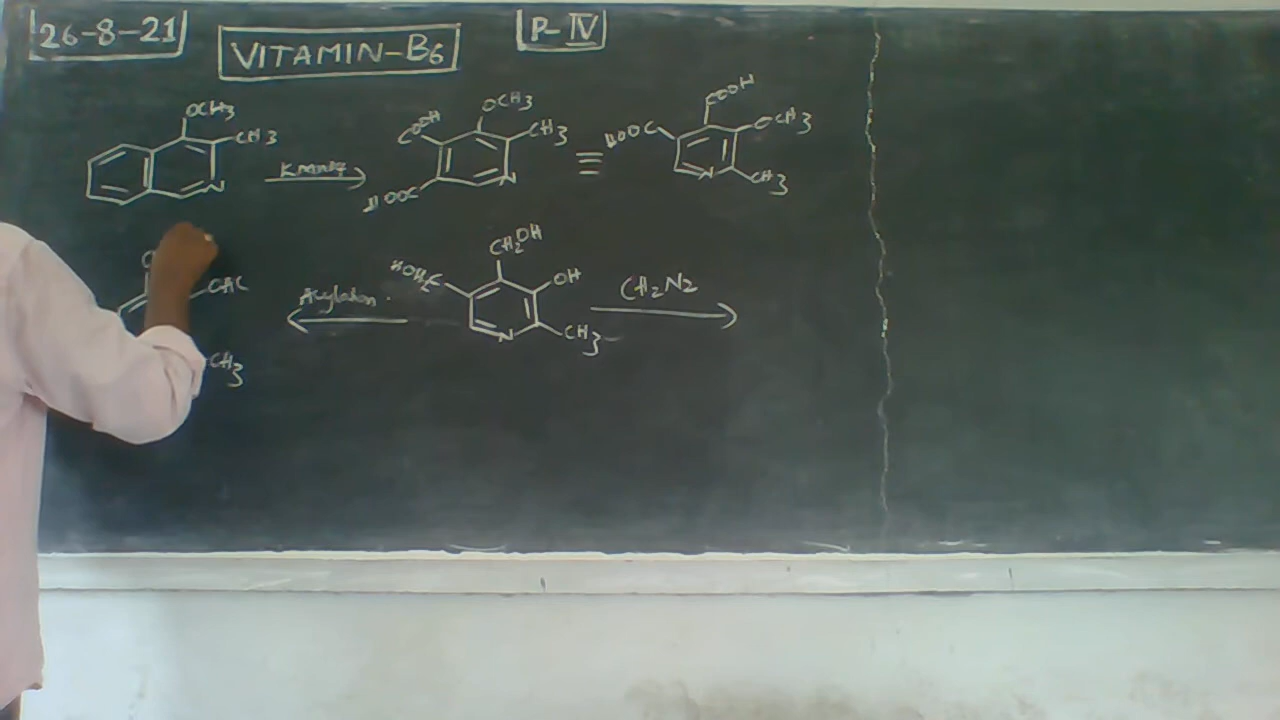 26-8-21
VITAMIN-B6
P-IV
OCH3
CH3
N
KMnO4
COOH
OCH3
CH3
HOOC
N
≡
COOH
HOOC
OCH3
N
CH3
OAC
CH3
Acylation
CH2OH
HOH2C
OH
N
CH3
CH2N2